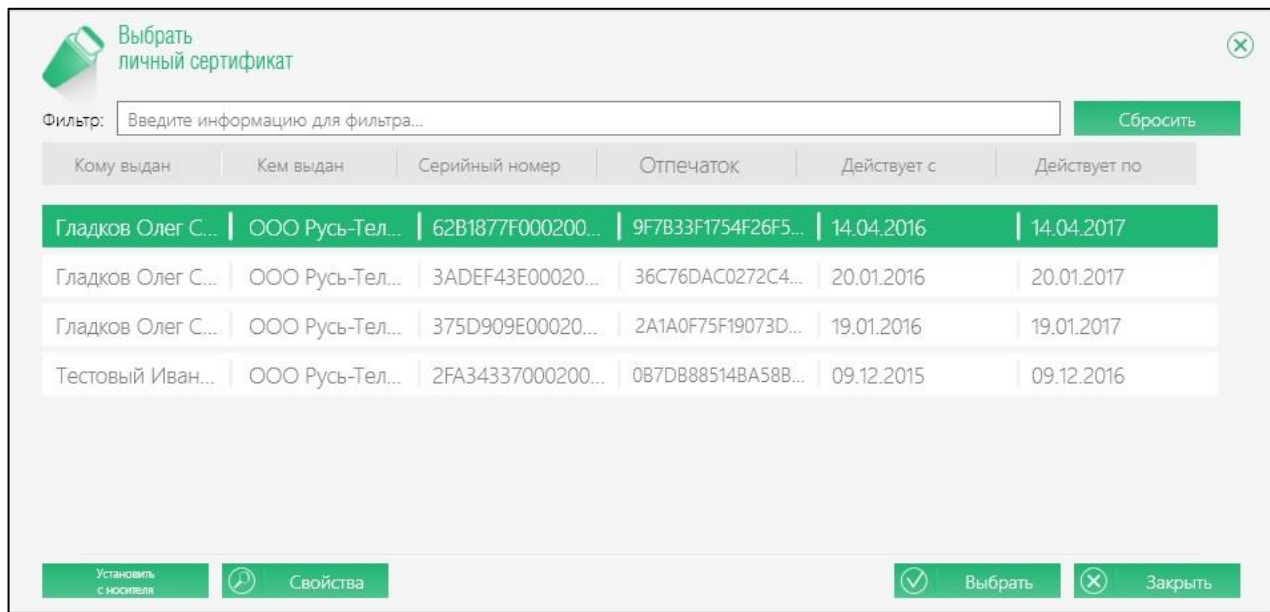 Выбрать
личный сертификат
Фильтр: Введите информацию для фильтра... Сбросить
Кому выдан Кем выдан Серийный номер Отпечаток Действует с Действует по
Гладков Олег С... ООО Русь-Тел... 62B1877F000200... 9F7B33F1754F26F5... 14.04.2016 14.04.2017
Гладков Олег С... ООО Русь-Тел... 3ADEF43E00020... 36C76DAC0272C4... 20.01.2016 20.01.2017
Гладков Олег С... ООО Русь-Тел... 375D909E00020... 2A1A0F75F19073D... 19.01.2016 19.01.2017
Тестовый Иван... ООО Русь-Тел... 2FA34337000200... 0B7DB88514BA58B... 09.12.2015 09.12.2016
Установить
с носителя
Свойства Выбрать Закрыть